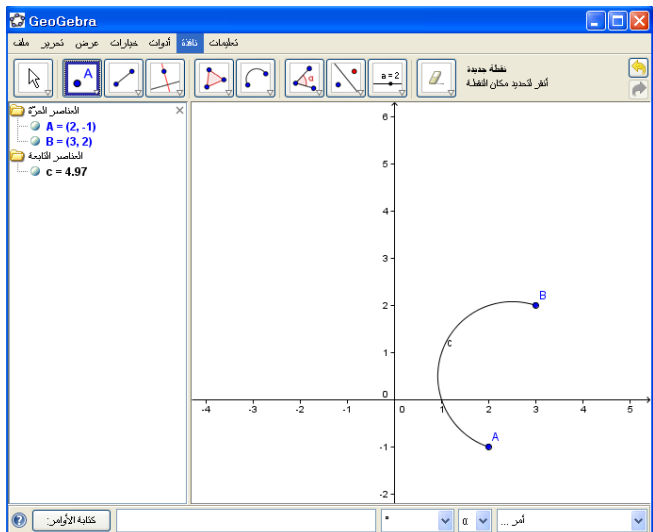 GeoGebra
ملف تحرير عرض خيارات أدوات نافذة تعليمات
A
α
a = 2
نقطة جديدة
أنقر لتحديد مكان النقطة
العناصر الحرّة
A = (2, -1)
B = (3, 2)
العناصر التابعة
c = 4.97
6
5
4
3
2
1
0
-1
-2
-4 -3 -2 -1 0 1 2 3 4 5
B
c
A
كتابة الأوامر:
°
α
أمر ...